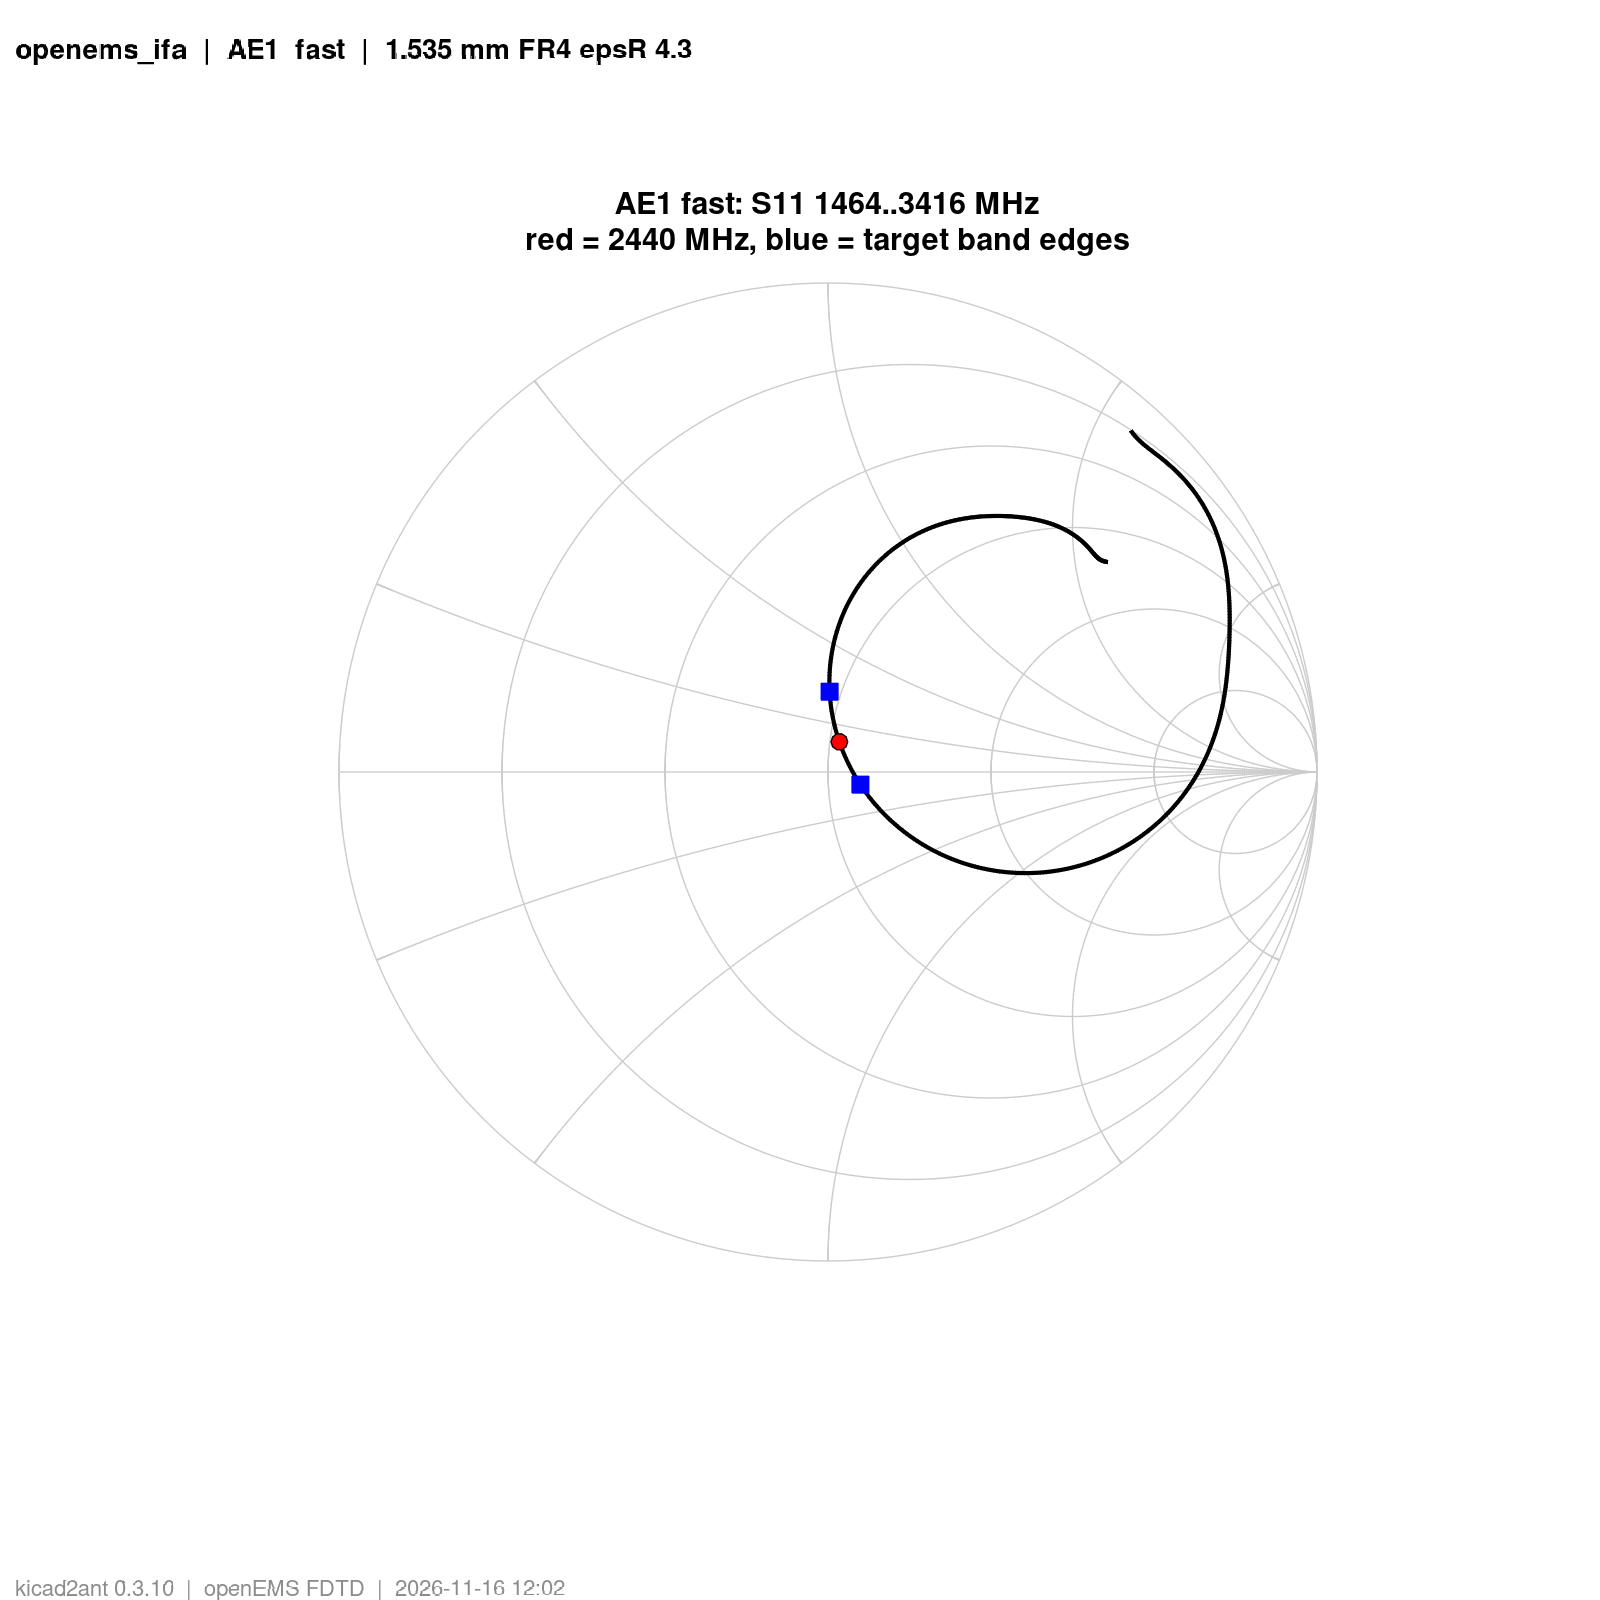 openems_ifa | AE1 fast | 1.535 mm FR4 epsR 4.3
AE1 fast: S11 1464..3416 MHz
red = 2440 MHz, blue = target band edges
kicad2ant 0.3.10 | openEMS FDTD | 2026-11-16 12:02